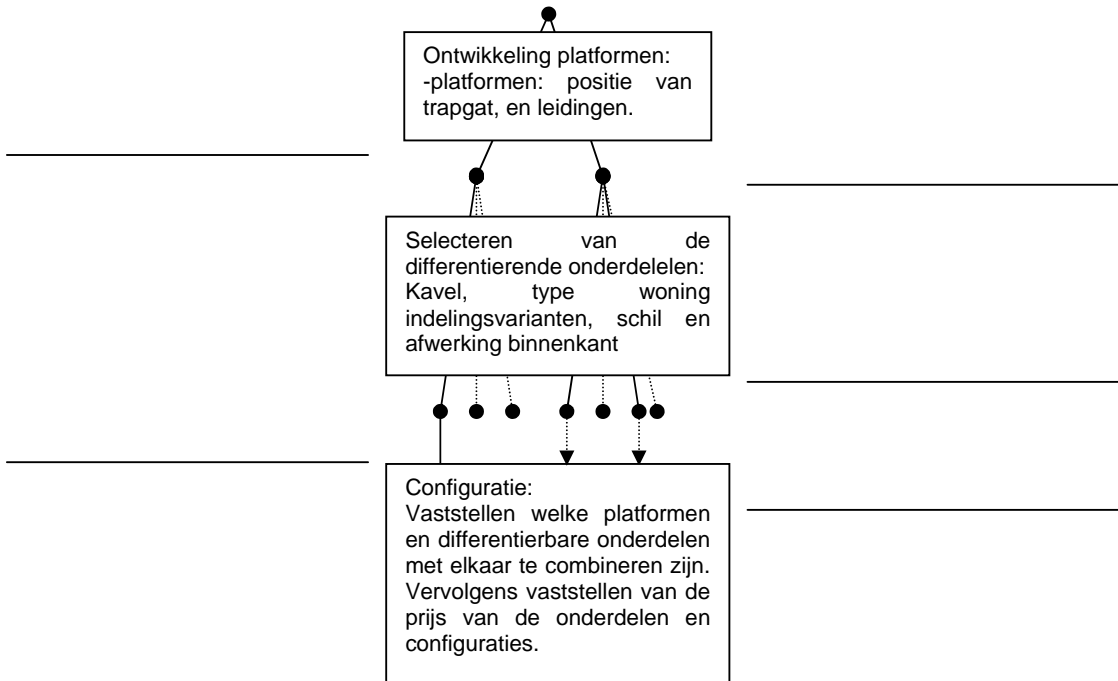 Ontwikkeling platformen:
-platformen: positie van
trapgat, en leidingen.
Selecteren van de
differentierende onderdelelen:
Kavel, type woning
indelingsvarianten, schil en
afwerking binnenkant
Configuratie:
Vaststellen welke platformen
en differentierbare onderdelen
met elkaar te combineren zijn.
Vervolgens vaststellen van de
prijs van de onderdelen en
configuraties.